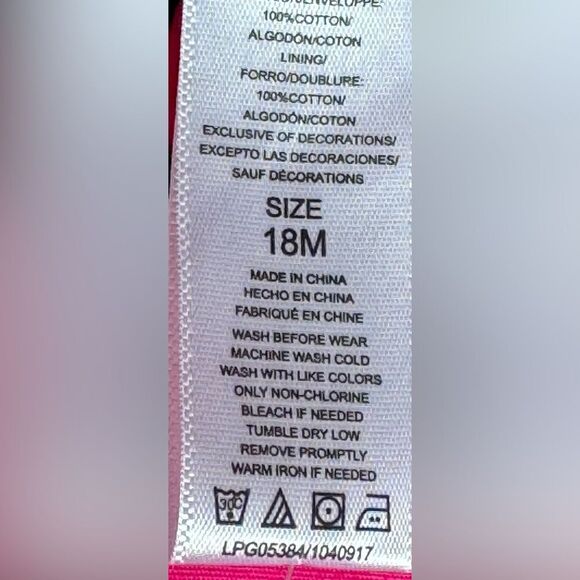 100%COTTON/
ALGODÓN/COTON
LINING/
FORRO/DOUBLURE:
100%COTTON/
ALGODÓN/COTON
EXCLUSIVE OF DECORATIONS/
EXCEPTO LAS DECORACIONES/
SAUF DÉCORATIONS
SIZE
18M
MADE IN CHINA
HECHO EN CHINA
FABRIQUÉ EN CHINE
WASH BEFORE WEAR
MACHINE WASH COLD
WASH WITH LIKE COLORS
ONLY NON-CHLORINE
BLEACH IF NEEDED
TUMBLE DRY LOW
REMOVE PROMPTLY
WARM IRON IF NEEDED
30C
LPG05384/1040917